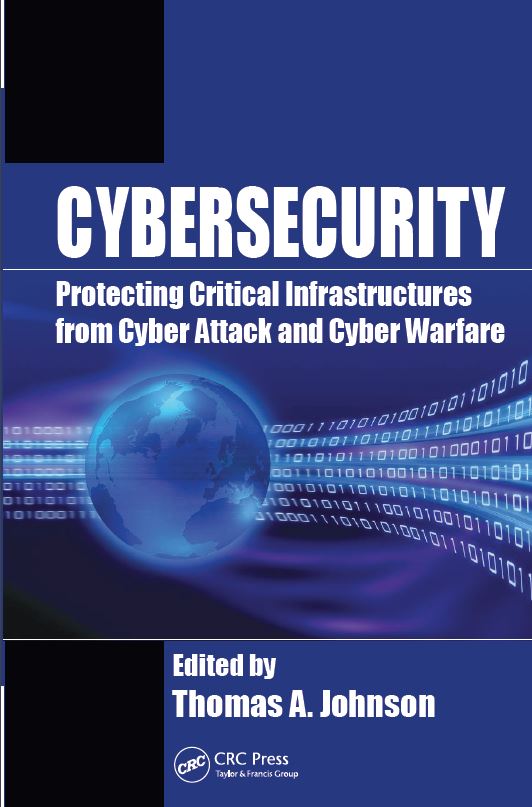 CYBERSECURITY
Protecting Critical Infrastructures
from Cyber Attack and Cyber Warfare
Edited by
Thomas A. Johnson
CRC
CRC Press
Taylor & Francis Group